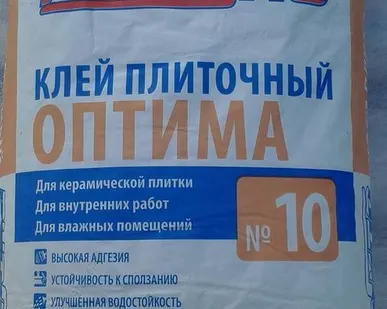 КЛЕЙ ПЛИТОЧНЫЙ
ОПТИМА
Для керамической плитки
Для внутренних работ
Для влажных помещений
№ 10
ВЫСОКАЯ АДГЕЗИЯ
УСТОЙЧИВОСТЬ К СПОЛЗАНИЮ
УЛУЧШЕННАЯ ВОДОСТОЙКОСТЬ